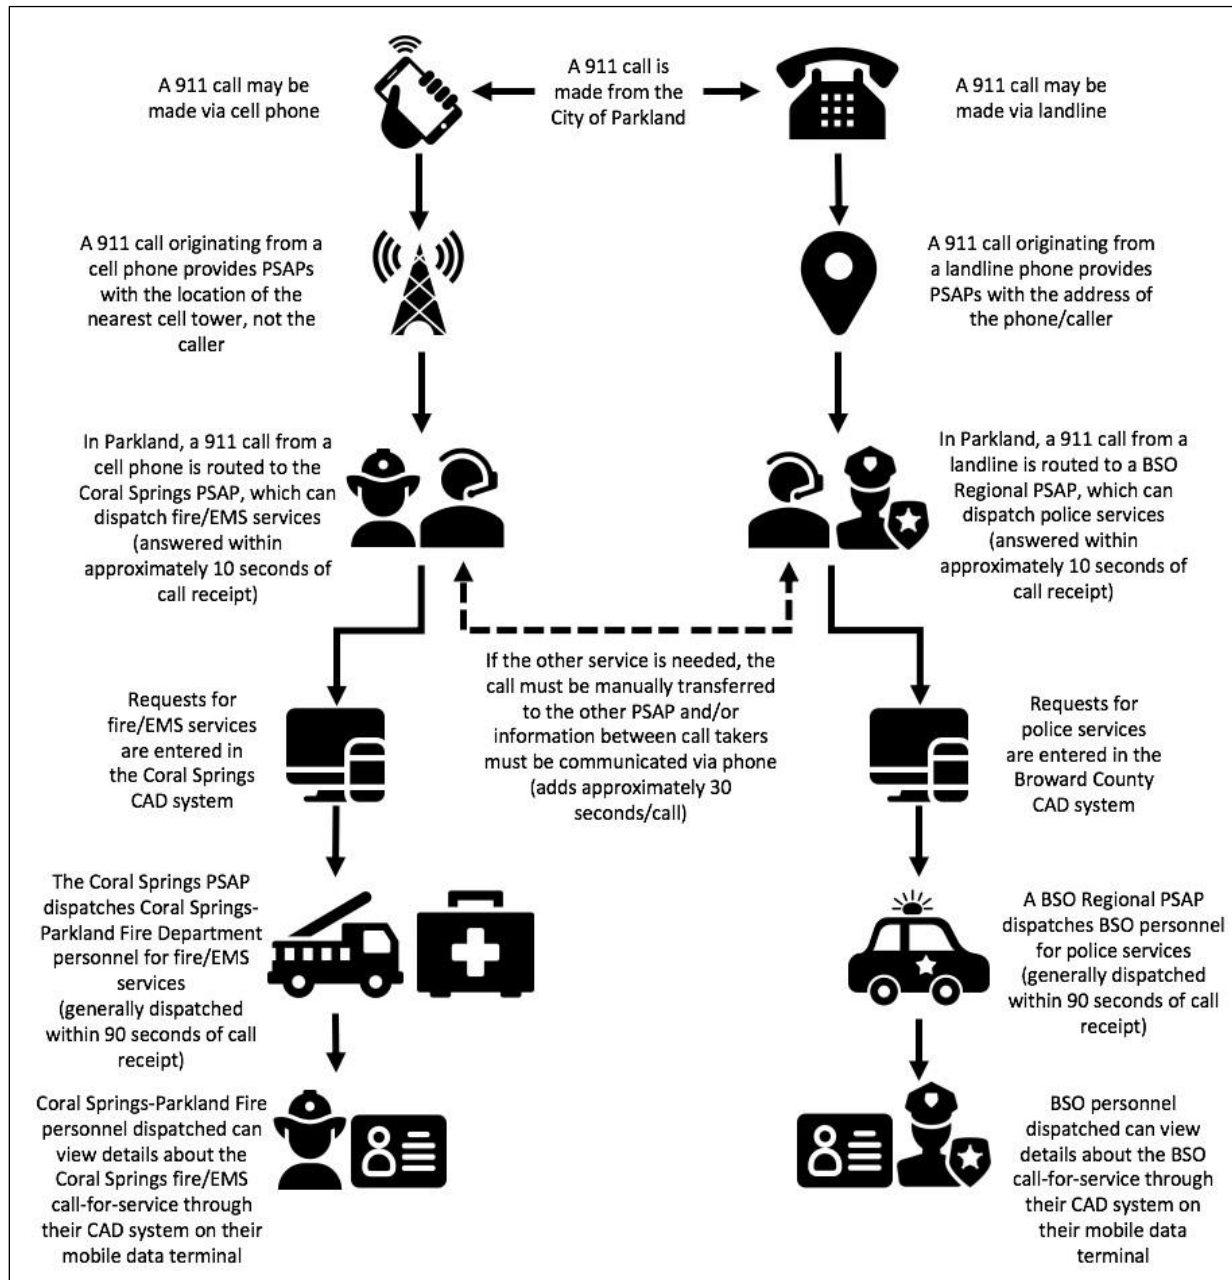 A 911 call may be
made via cell phone
A 911 call is
made from the
City of Parkland
A 911 call may be
made via landline
A 911 call originating from a
cell phone provides PSAPs
with the location of the
nearest cell tower, not the
caller
A 911 call originating from
a landline phone provides
PSAPs with the address of
the phone/caller
In Parkland, a 911 call from a
cell phone is routed to the
Coral Springs PSAP, which can
dispatch fire/EMS services
(answered within
approximately 10 seconds of
call receipt)
In Parkland, a 911 call from a
landline is routed to a BSO
Regional PSAP, which can
dispatch police services
(answered within
approximately 10 seconds of
call receipt)
If the other service is needed, the
call must be manually transferred
to the other PSAP and/or
information between call takers
must be communicated via phone
(adds approximately 30
seconds/call)
Requests for
fire/EMS services
are entered in
the Coral Springs
CAD system
Requests for
police services
are entered in the
Broward County
CAD system
The Coral Springs PSAP
dispatches Coral Springs-
Parkland Fire Department
personnel for fire/EMS
services
(generally dispatched
within 90 seconds of call
receipt)
A BSO Regional PSAP
dispatches BSO personnel
for police services
(generally dispatched
within 90 seconds of call
receipt)
Coral Springs-Parkland Fire
personnel dispatched can
view details about the
Coral Springs fire/EMS
call-for-service through
their CAD system on their
mobile data terminal
BSO personnel
dispatched can view
details about the BSO
call-for-service through
their CAD system on
their mobile data
terminal